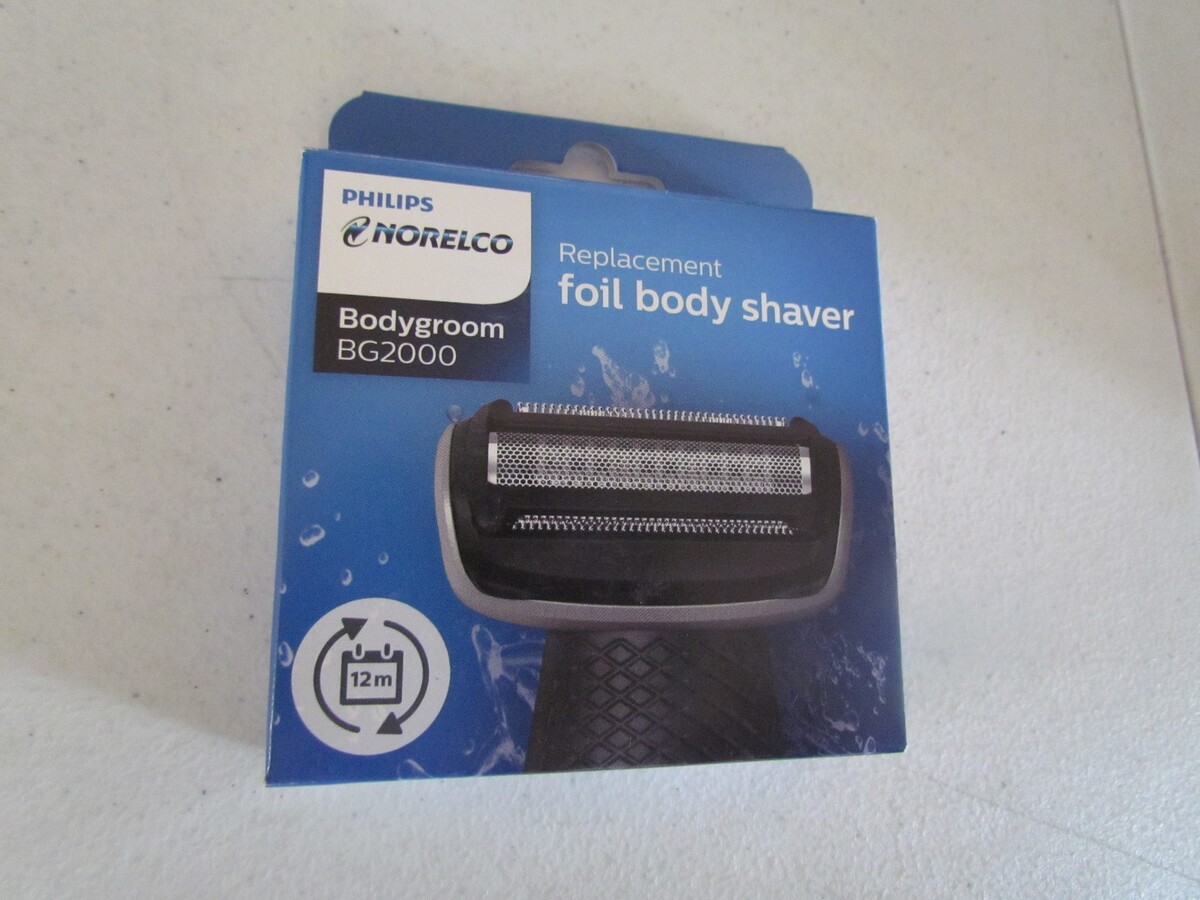 PHILIPS
NORELCO
Bodygroom
BG2000
Replacement
foil body shaver
12m